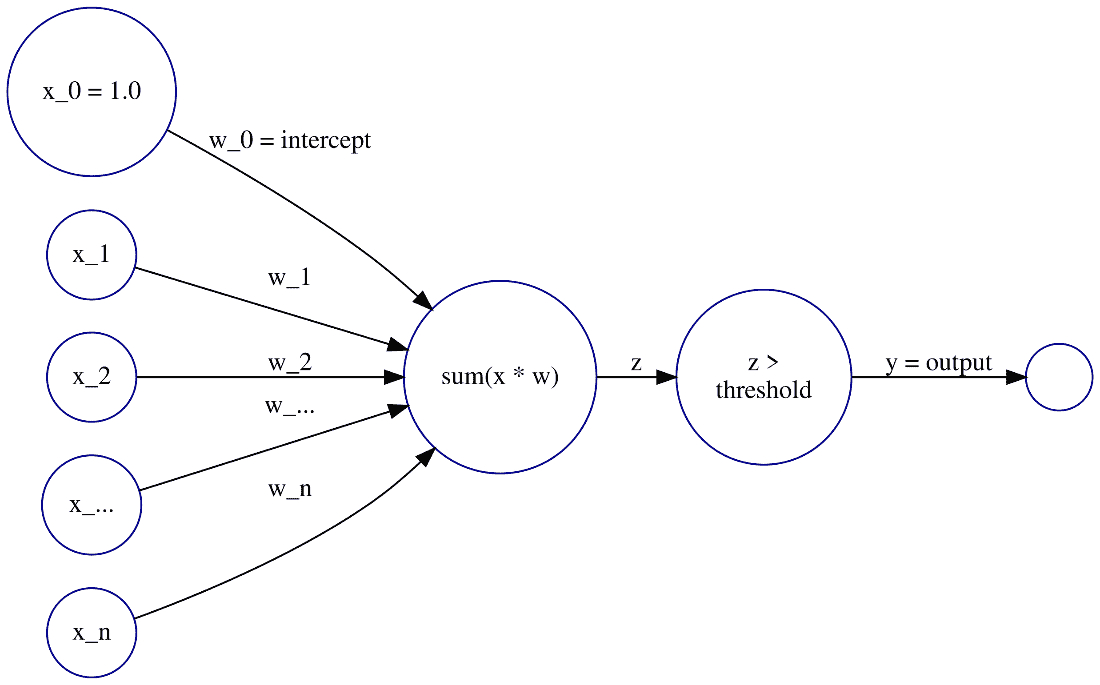 x_0 = 1.0
w_0 = intercept
x_1
w_1
x_2
w_2
w_...
x_...
w_n
x_n
sum(x * w)
z
z >
threshold
y = output